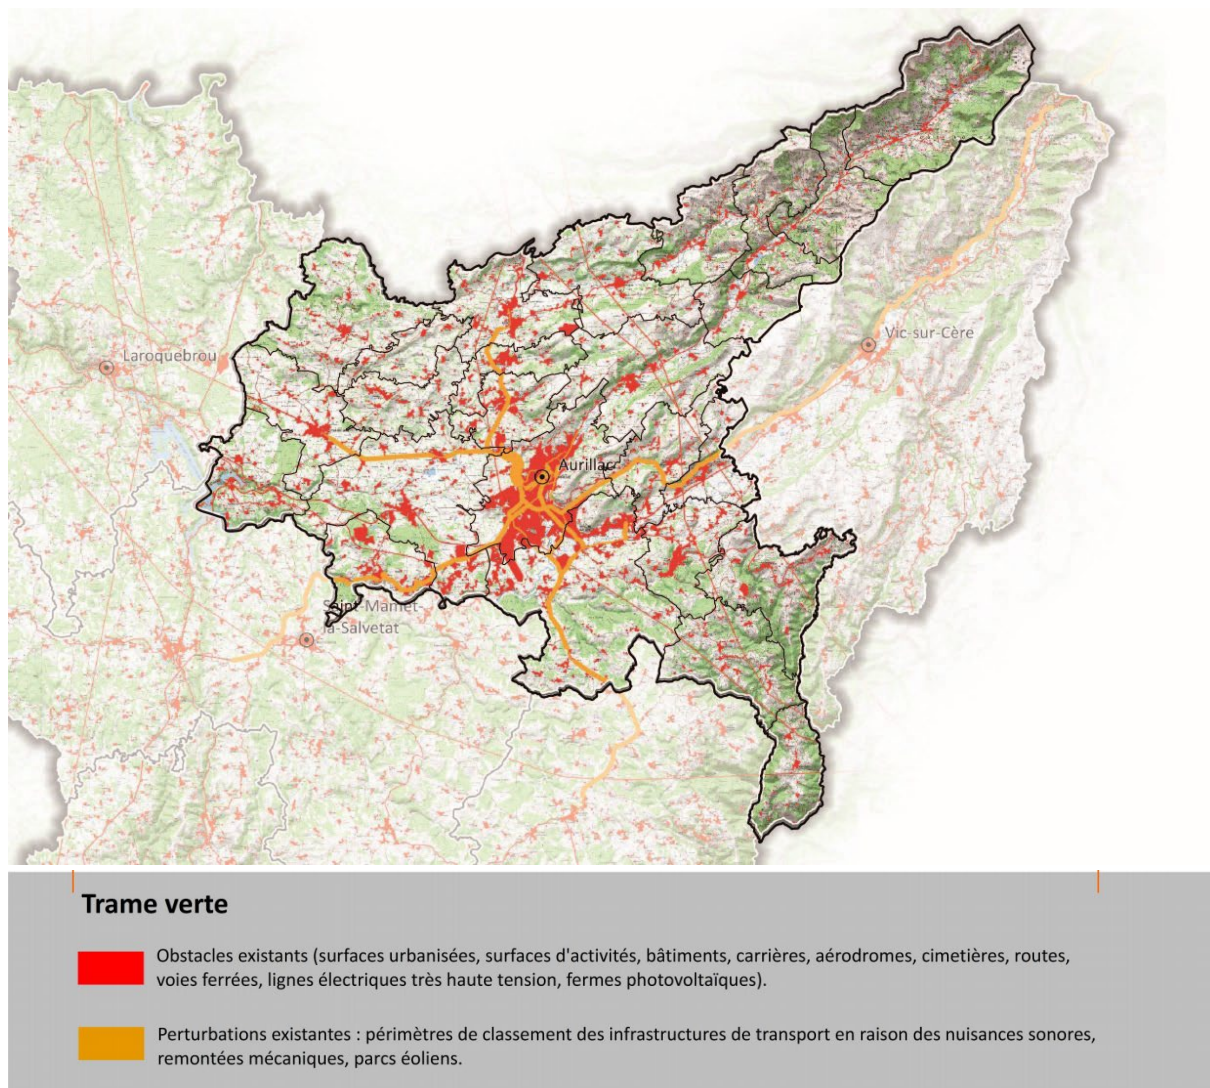 Laroquebrou
Vic-sur-Cère
Aurillac
Saint-Mamet-
la-Salvetat
Trame verte
Obstacles existants (surfaces urbanisées, surfaces d'activités, bâtiments, carrières, aérodromes, cimetières, routes,
voies ferrées, lignes électriques très haute tension, fermes photovoltaïques).
Perturbations existantes : périmètres de classement des infrastructures de transport en raison des nuisances sonores,
remontées mécaniques, parcs éoliens.